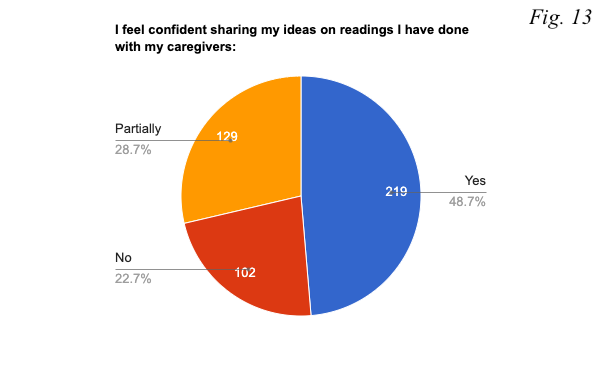 Fig. 13
I feel confident sharing my ideas on readings I have done
with my caregivers:
Partially
28.7%
129
219
Yes
48.7%
No
22.7%
102